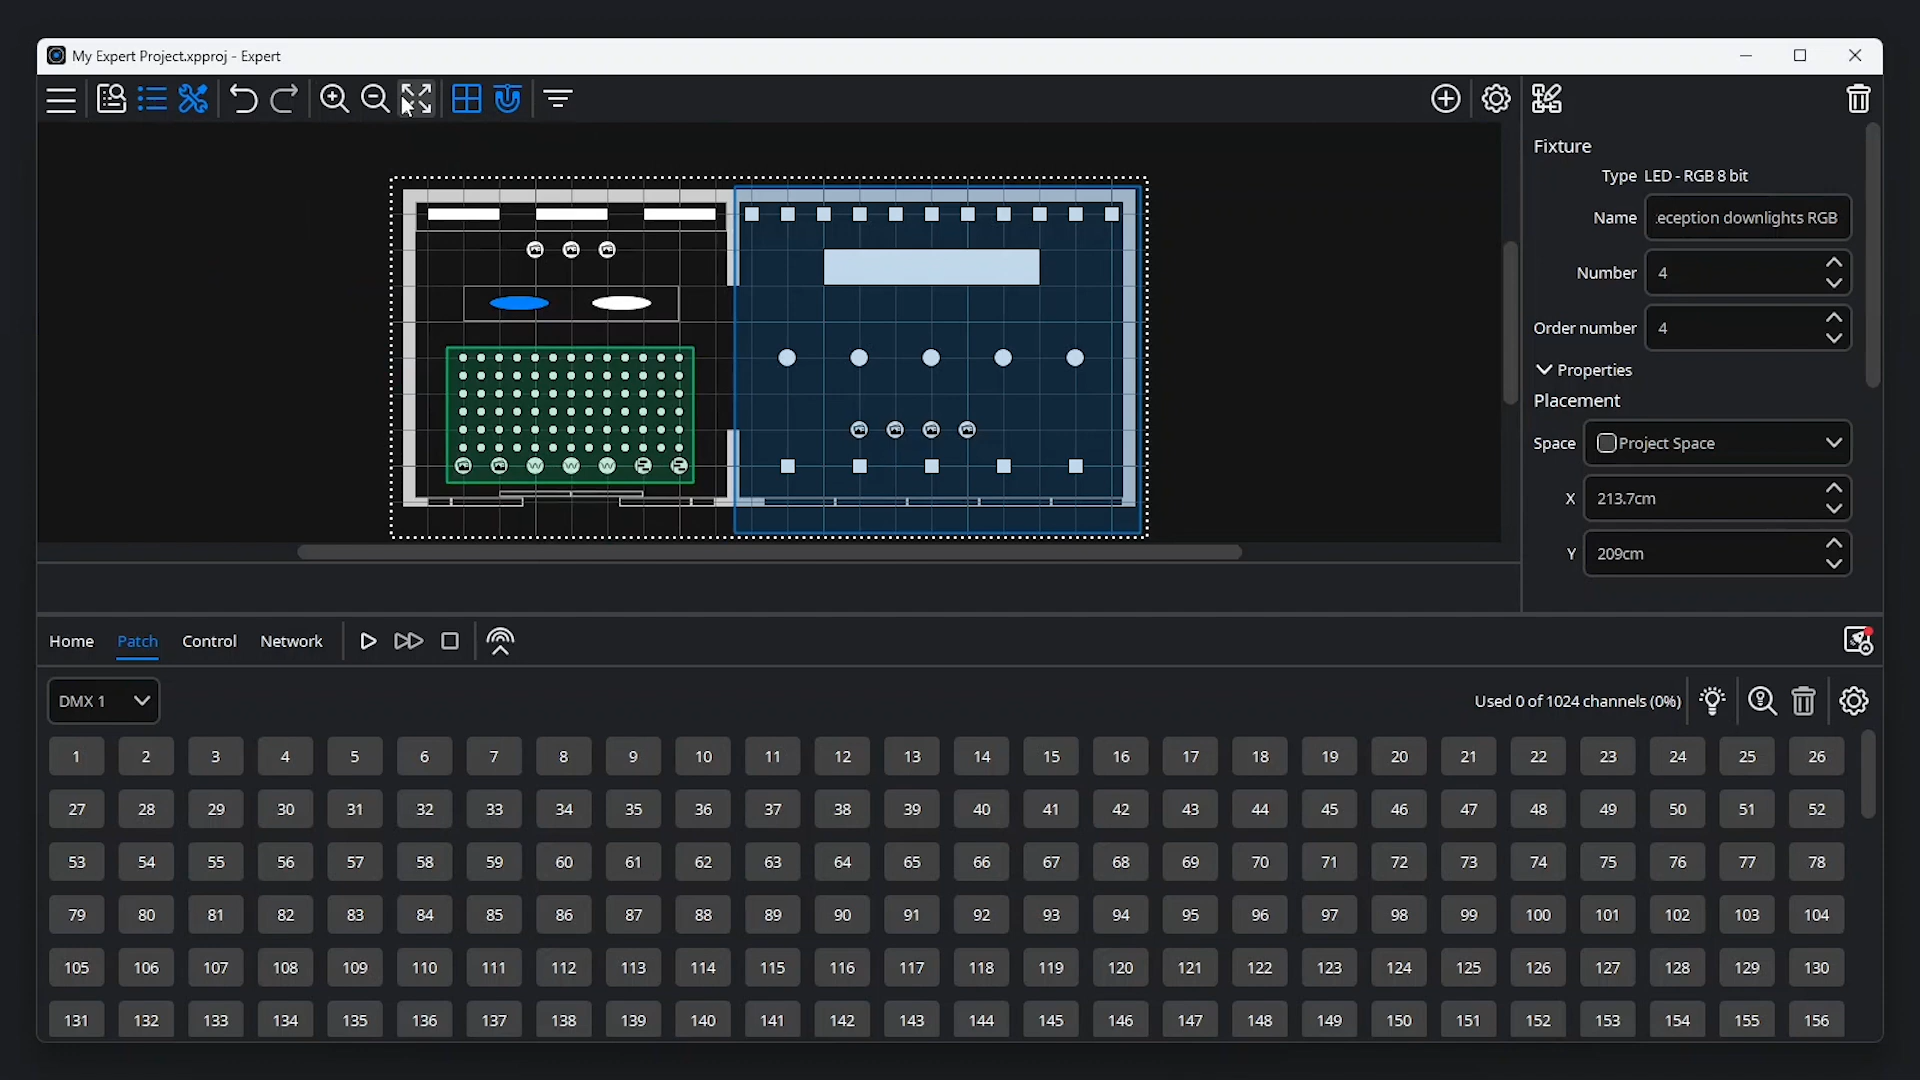 My Expert Project.xpproj - Expert
Fixture
Type LED - RGB 8 bit
Name eception downlights RGB
Number 4
Order number 4
Properties
Placement
Space Project Space
X 213.7cm
Y 209cm
Home Patch Control Network
DMX 1 Used 0 of 1024 channels (0%)
1 2 3 4 5 6 7 8 9 10 11 12 13 14 15 16 17 18 19 20 21 22 23 24 25 26
27 28 29 30 31 32 33 34 35 36 37 38 39 40 41 42 43 44 45 46 47 48 49 50 51 52
53 54 55 56 57 58 59 60 61 62 63 64 65 66 67 68 69 70 71 72 73 74 75 76 77 78
79 80 81 82 83 84 85 86 87 88 89 90 91 92 93 94 95 96 97 98 99 100 101 102 103 104
105 106 107 108 109 110 111 112 113 114 115 116 117 118 119 120 121 122 123 124 125 126 127 128 129 130
131 132 133 134 135 136 137 138 139 140 141 142 143 144 145 146 147 148 149 150 151 152 153 154 155 156